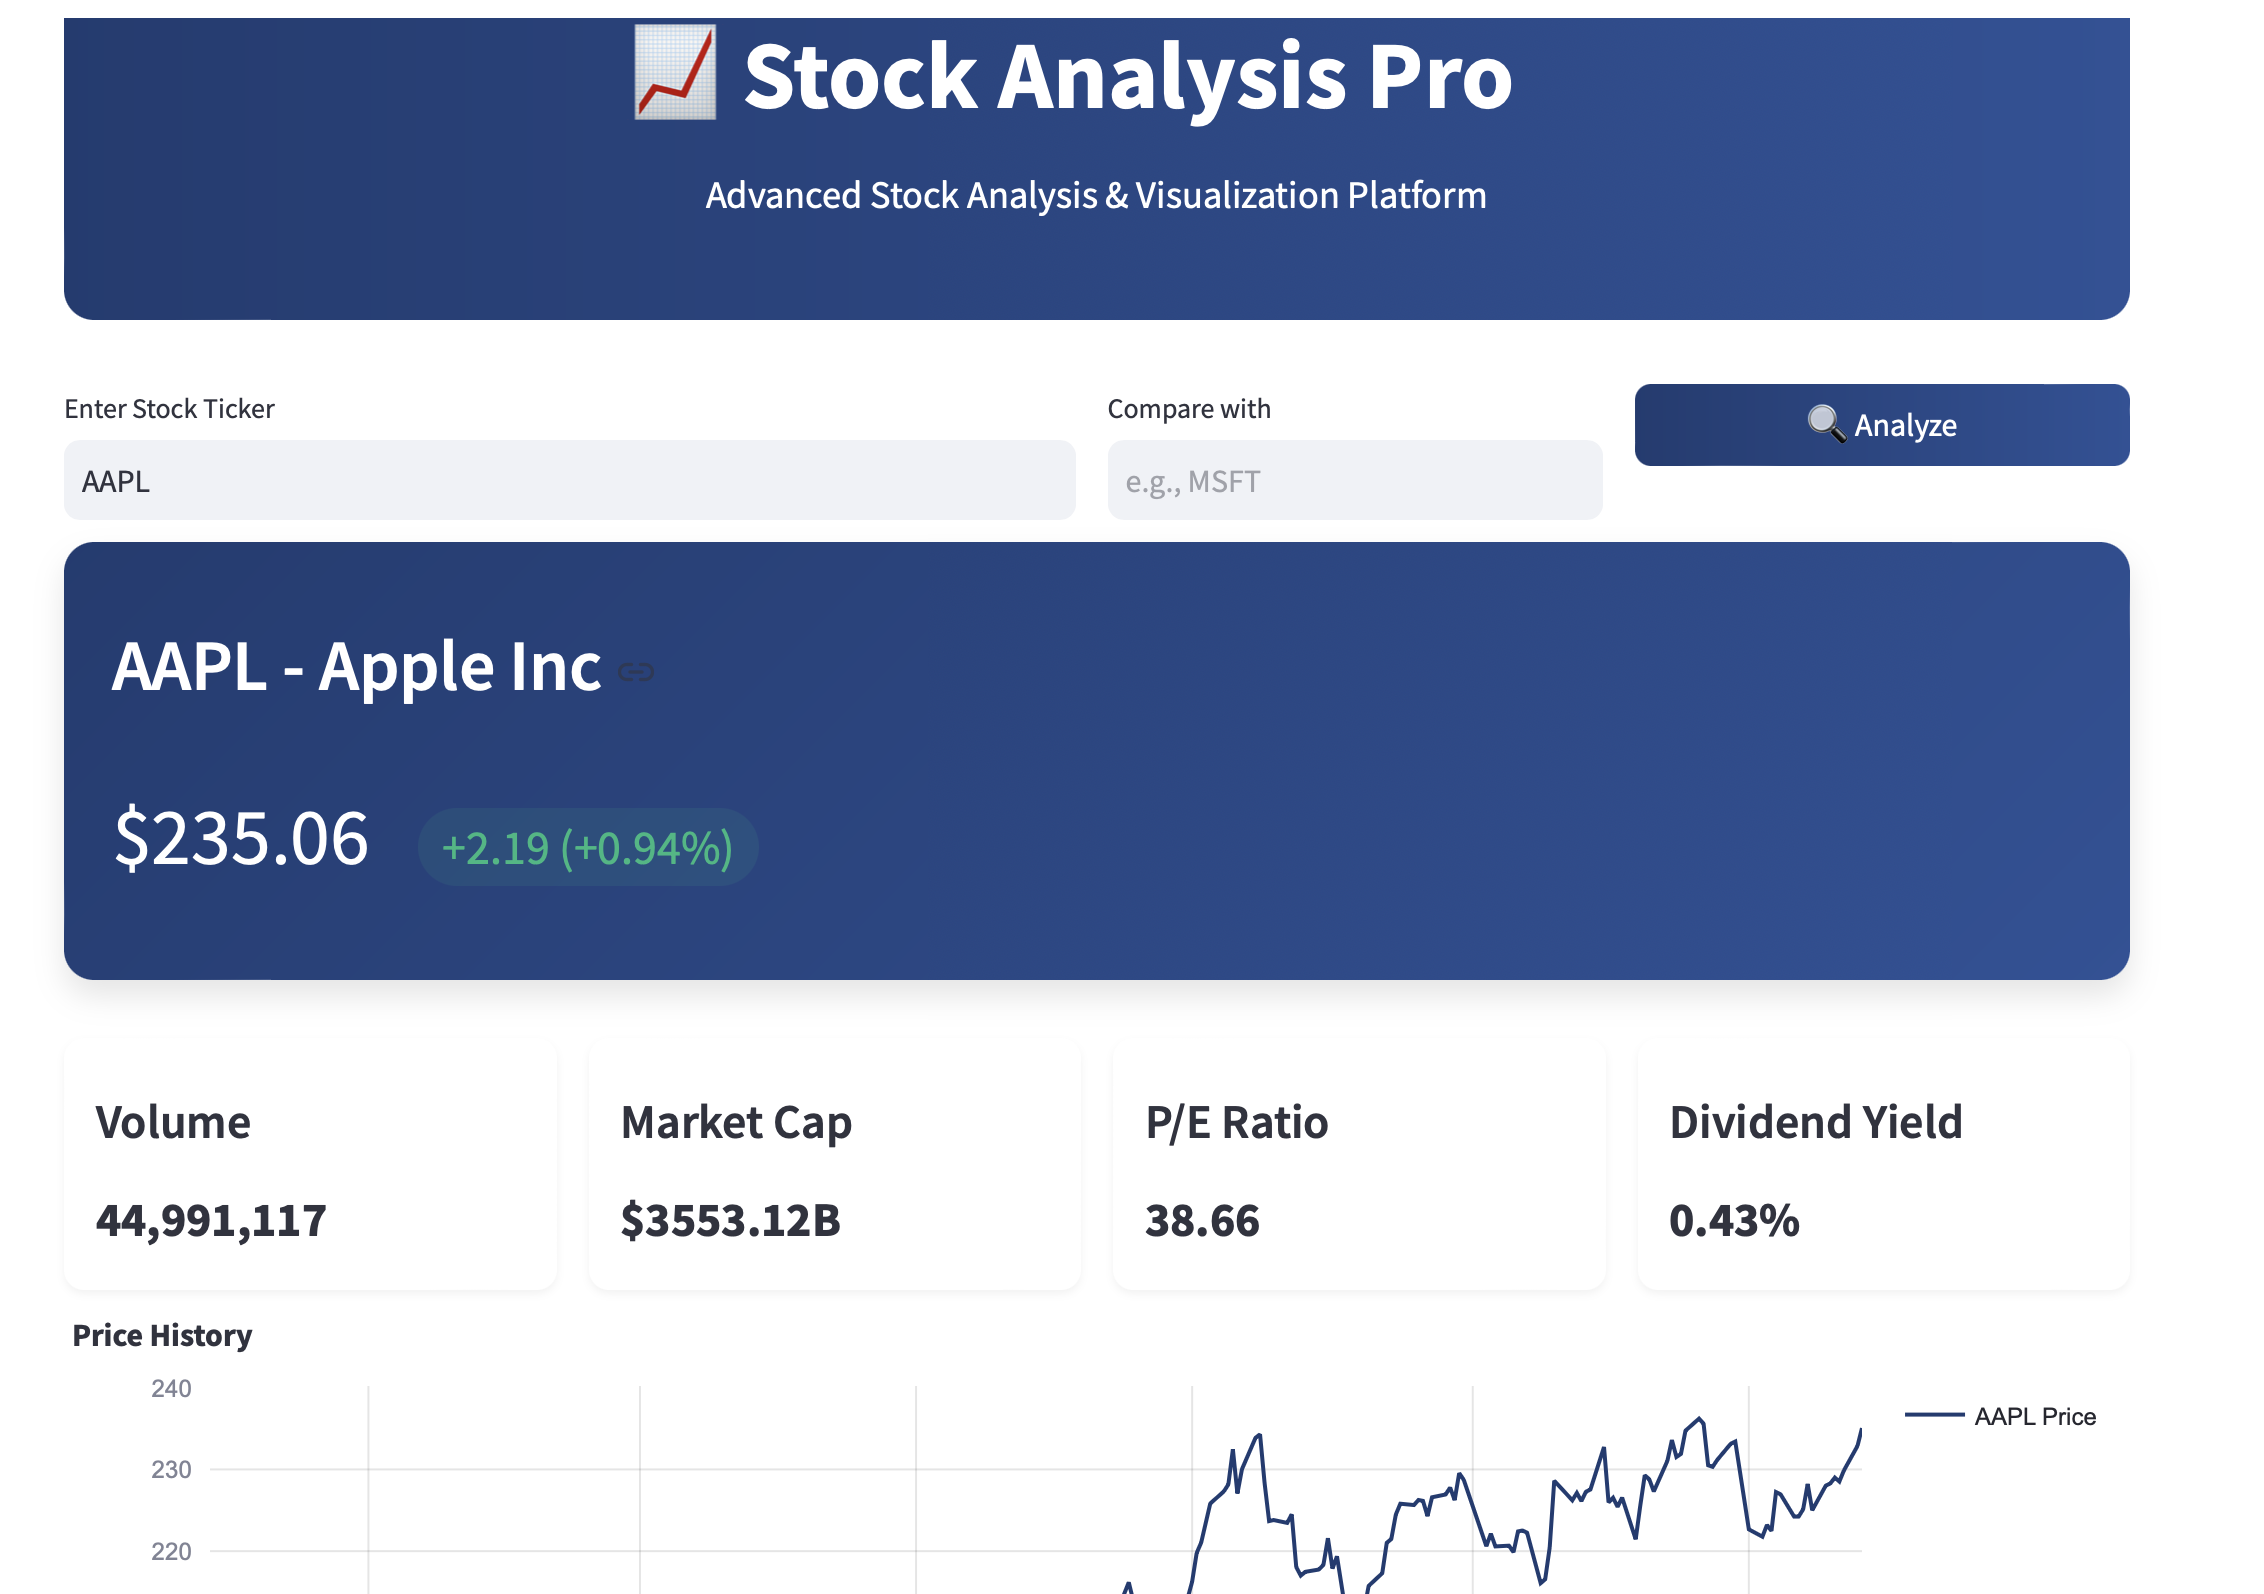 Stock Analysis Pro
Advanced Stock Analysis & Visualization Platform
Enter Stock Ticker
AAPL
Compare with
e.g., MSFT
Analyze
AAPL - Apple Inc
$235.06
+2.19 (+0.94%)
Volume
44,991,117
Market Cap
$3553.12B
P/E Ratio
38.66
Dividend Yield
0.43%
Price History
240
230
220
AAPL Price